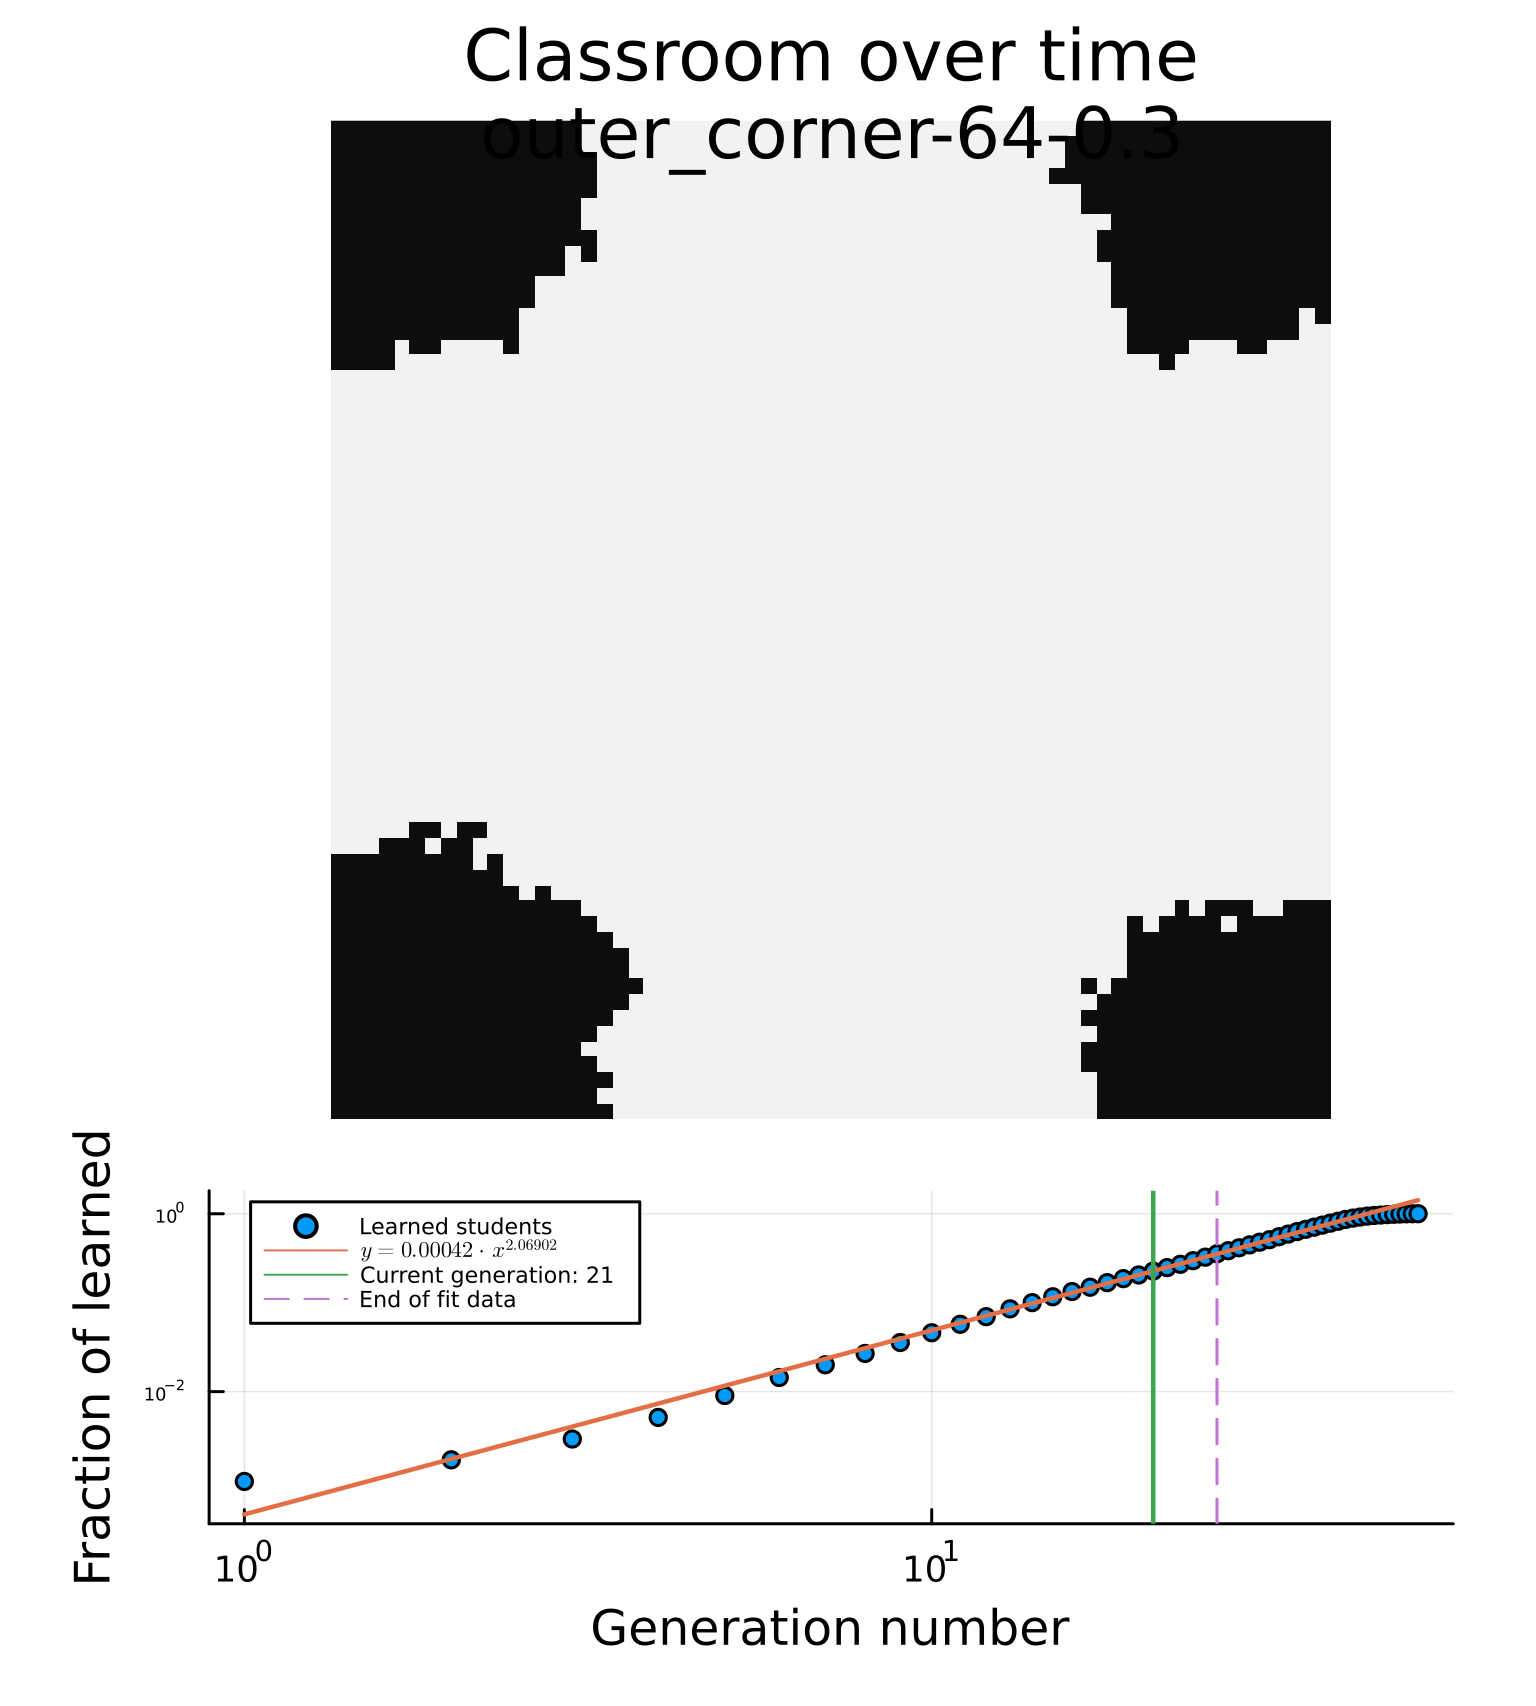 Classroom over time
outer_corner-64-0.3
Fraction of learned
10^0
10^-2
Learned students
y = 0.00042 · x^2.06902
Current generation: 21
End of fit data
10^0
10^1
Generation number